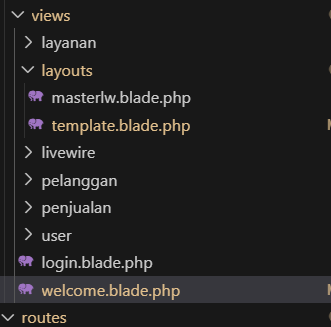 views
layanan
layouts
masterlw.blade.php
template.blade.php
livewire
pelanggan
penjualan
user
login.blade.php
welcome.blade.php
routes